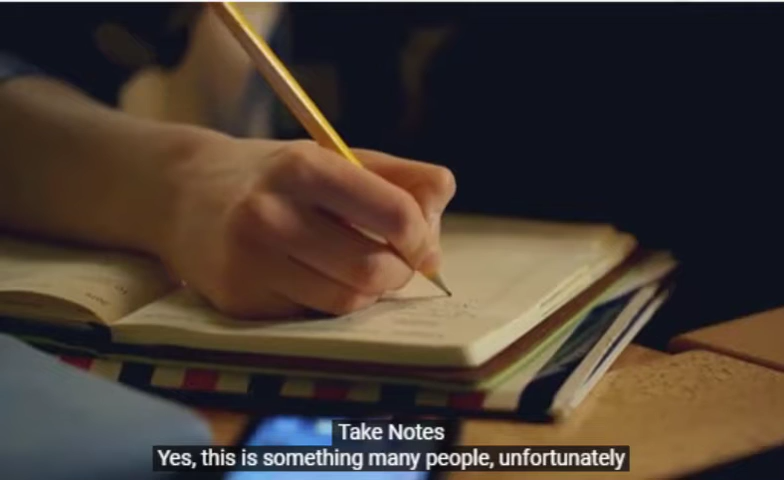 Take Notes
Yes, this is something many people, unfortunately